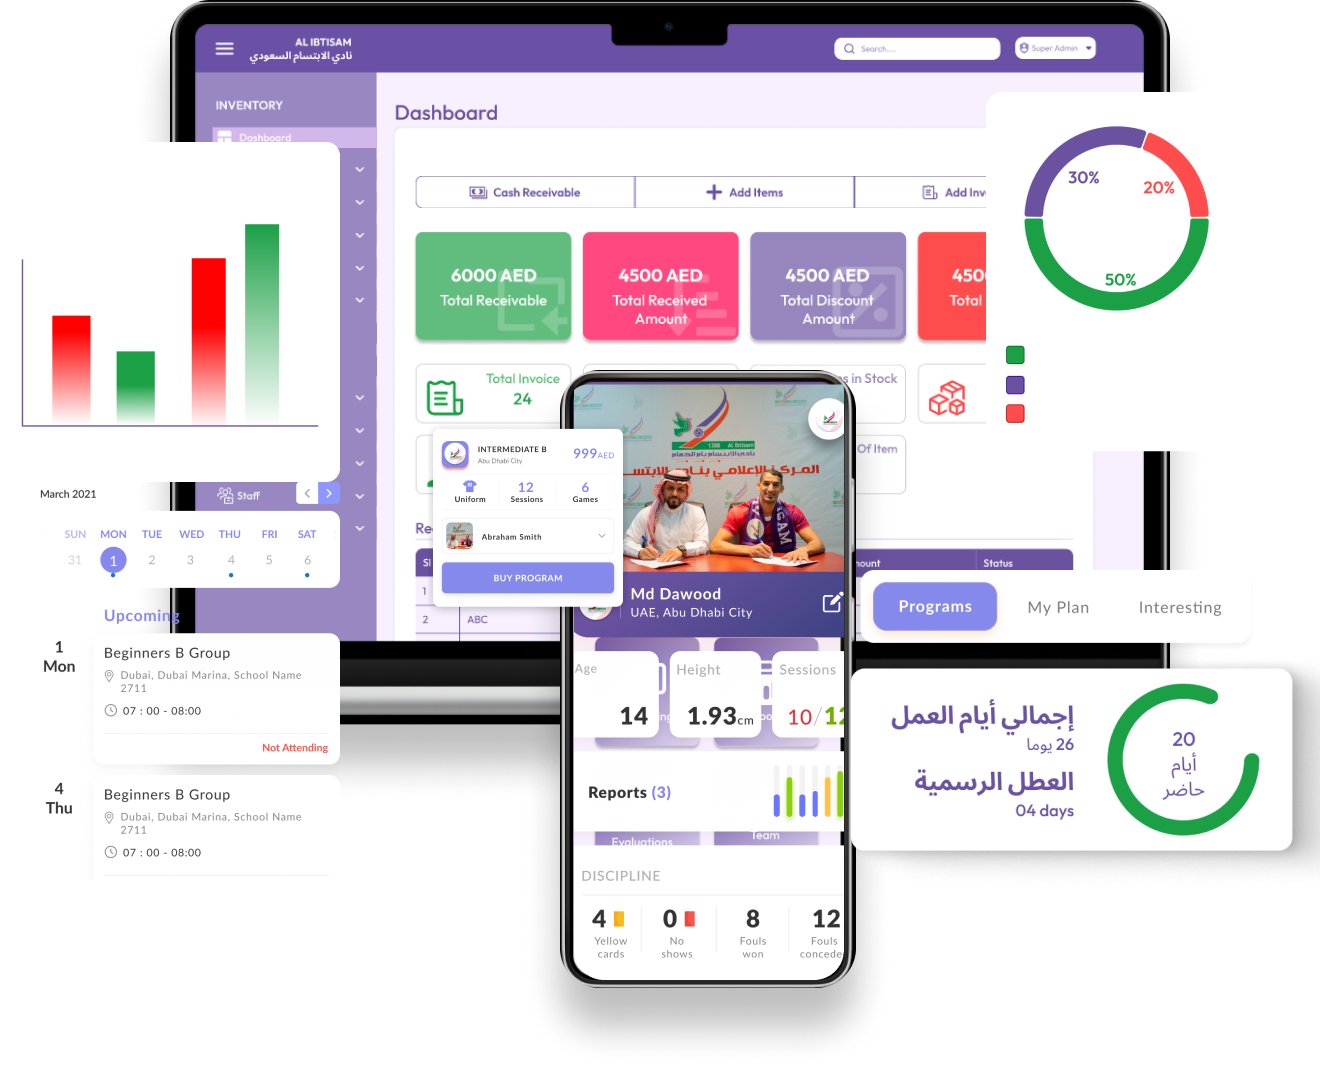 AL IBTISAM
نادي الابتسام السعودي
Search....
Super Admin
INVENTORY
Dashboard
Dashboard
Cash Receivable
Add Items
Add Inv
6000 AED
Total Receivable
4500 AED
Total Received
Amount
4500 AED
Total Discount
Amount
450
Total
30%
20%
50%
Total Invoice
24
s in Stock
Of Item
Staff
Re
Sl
ount
Status
1
2
ABC
March 2021
SUN MON TUE WED THU FRI SAT
31 1 2 3 4 5 6
Upcoming
1
Mon
Beginners B Group
Dubai, Dubai Marina, School Name
2711
07 : 00 - 08:00
Not Attending
4
Thu
Beginners B Group
Dubai, Dubai Marina, School Name
2711
07 : 00 - 08:00
INTERMEDIATE B
Abu Dhabi City
999AED
Uniform
12
Sessions
6
Games
Abraham Smith
BUY PROGRAM
1388 Al Ibtisam
المركز الإعلامي بنادي الابتس
Md Dawood
UAE, Abu Dhabi City
Age
14
Height
1.93cm
Sessions
10/12
Reports (3)
Evaluations
Team
DISCIPLINE
4
Yellow
cards
0
No
shows
8
Fouls
won
12
Fouls
concede
Programs
My Plan
Interesting
إجمالي أيام العمل
26 يوما
العطل الرسمية
04 days
20
أيام
حاضر